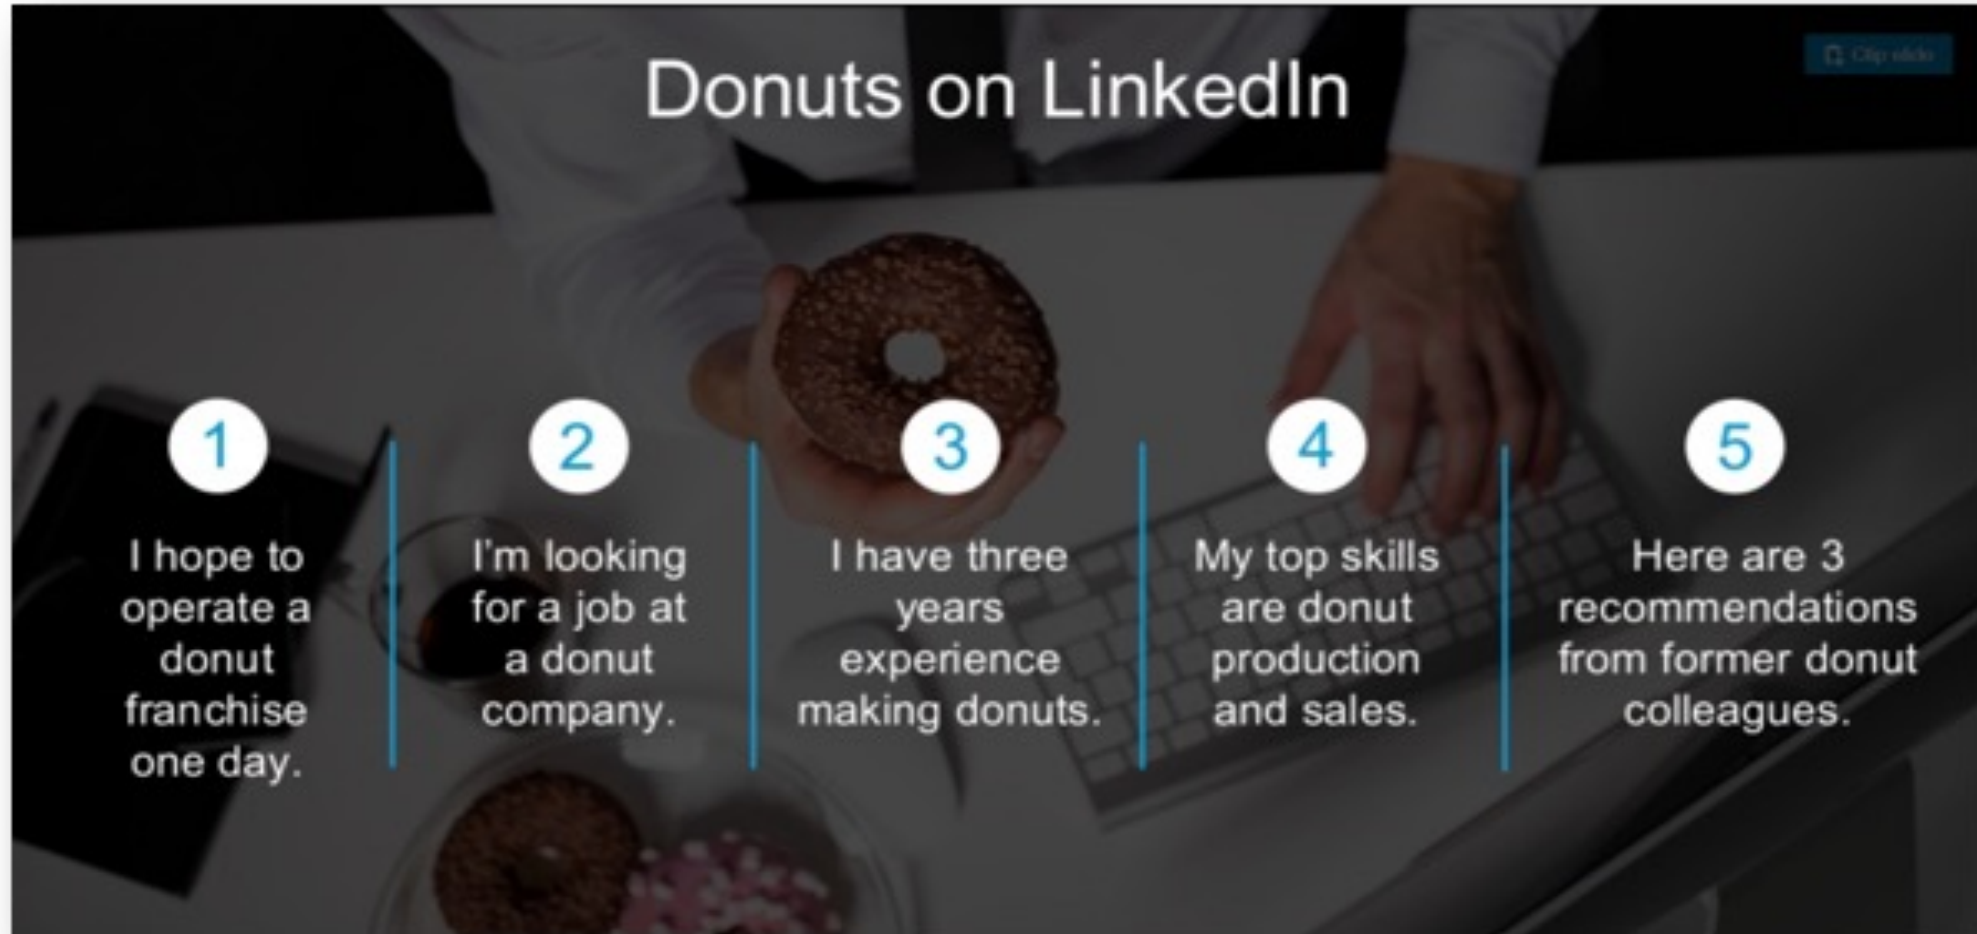 Donuts on LinkedIn
Clip slide
1
I hope to
operate a
donut
franchise
one day.
2
I'm looking
for a job at
a donut
company.
3
I have three
years
experience
making donuts.
4
My top skills
are donut
production
and sales.
5
Here are 3
recommendations
from former donut
colleagues.